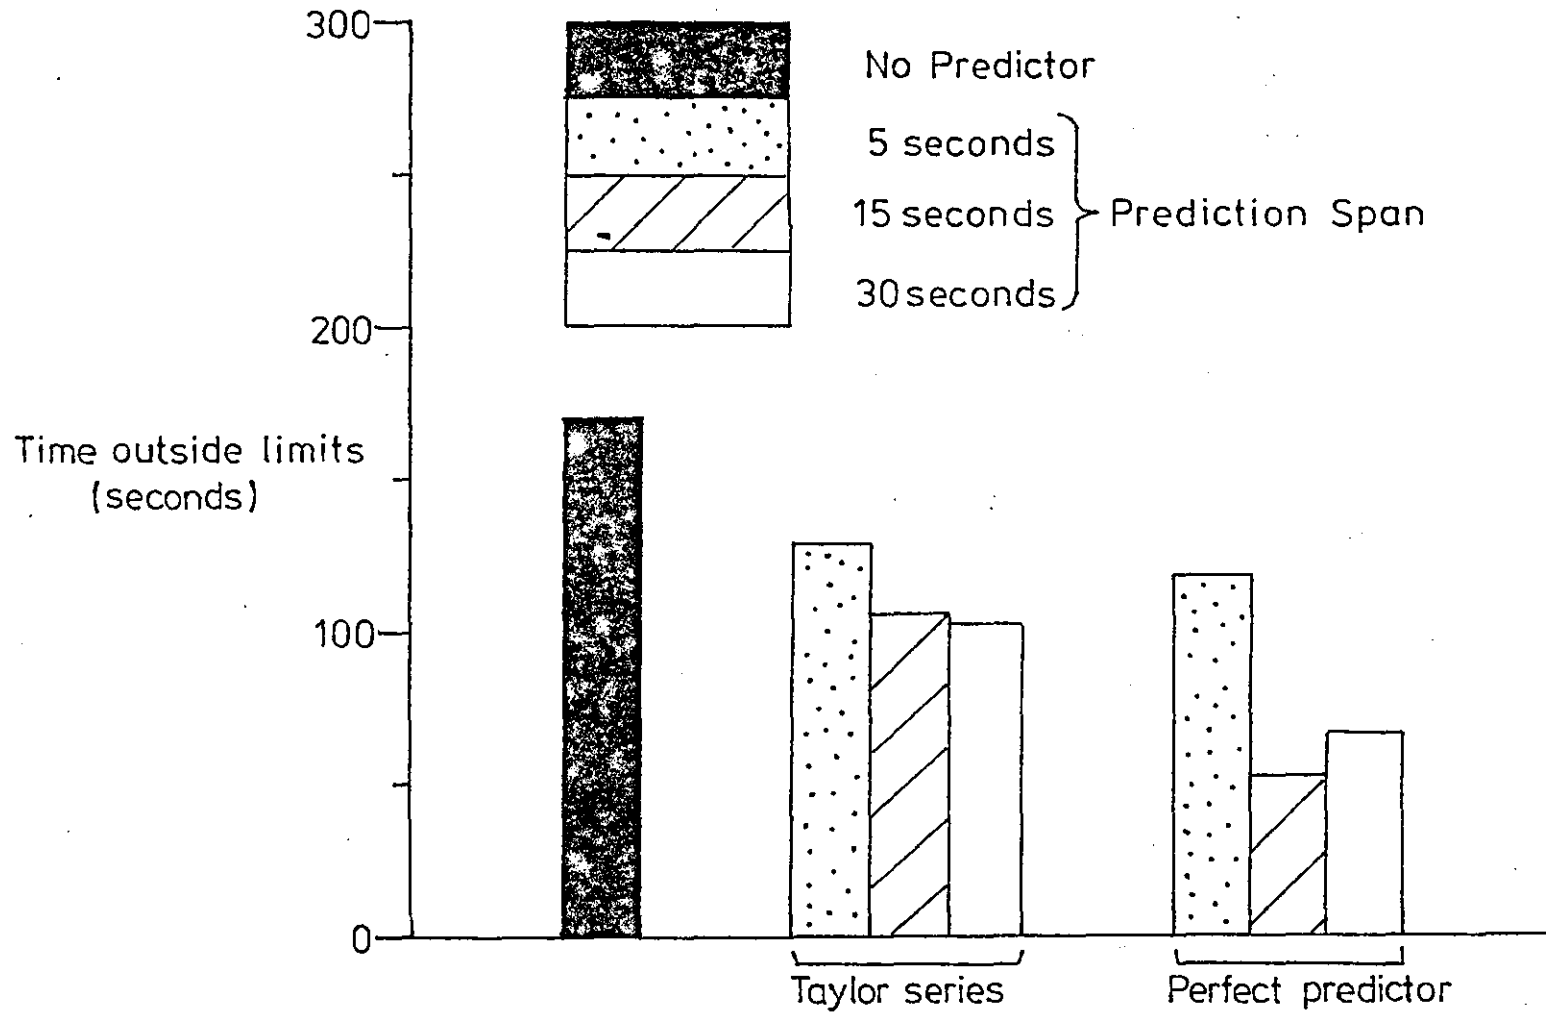 300
No Predictor
5 seconds
15 seconds
Prediction Span
30 seconds
200
Time outside limits
(seconds)
100
0
Taylor series
Perfect predictor